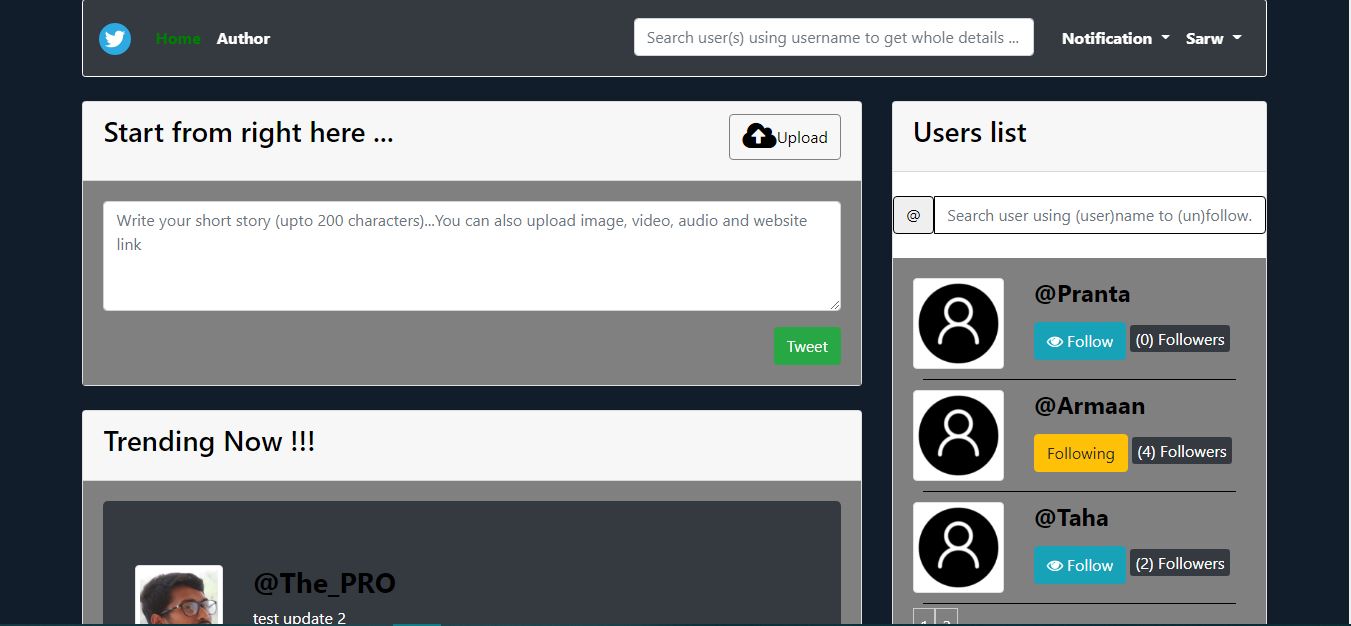 Home Author Search user(s) using username to get whole details ... Notification Sarw
Start from right here ...
Upload
Write your short story (upto 200 characters)...You can also upload image, video, audio and website
link
Tweet
Trending Now !!!
@The_PRO
test update 2
Users list
@ Search user using (user)name to (un)follow.
@Pranta
Follow (0) Followers
@Armaan
Following (4) Followers
@Taha
Follow (2) Followers